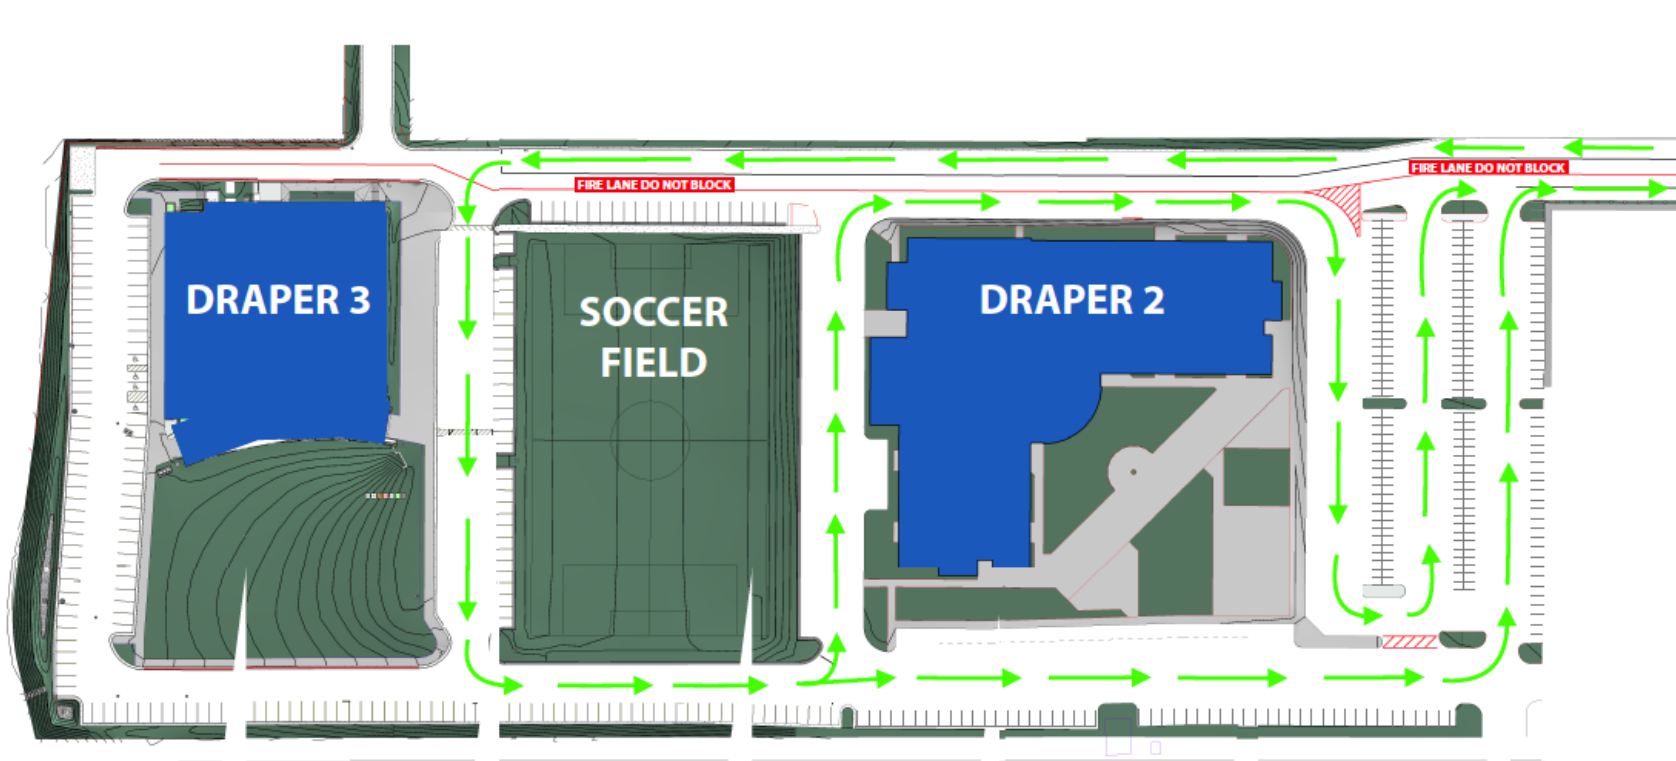 FIRE LANE DO NOT BLOCK
FIRE LANE DO NOT BLOCK
DRAPER 3
SOCCER
FIELD
DRAPER 2